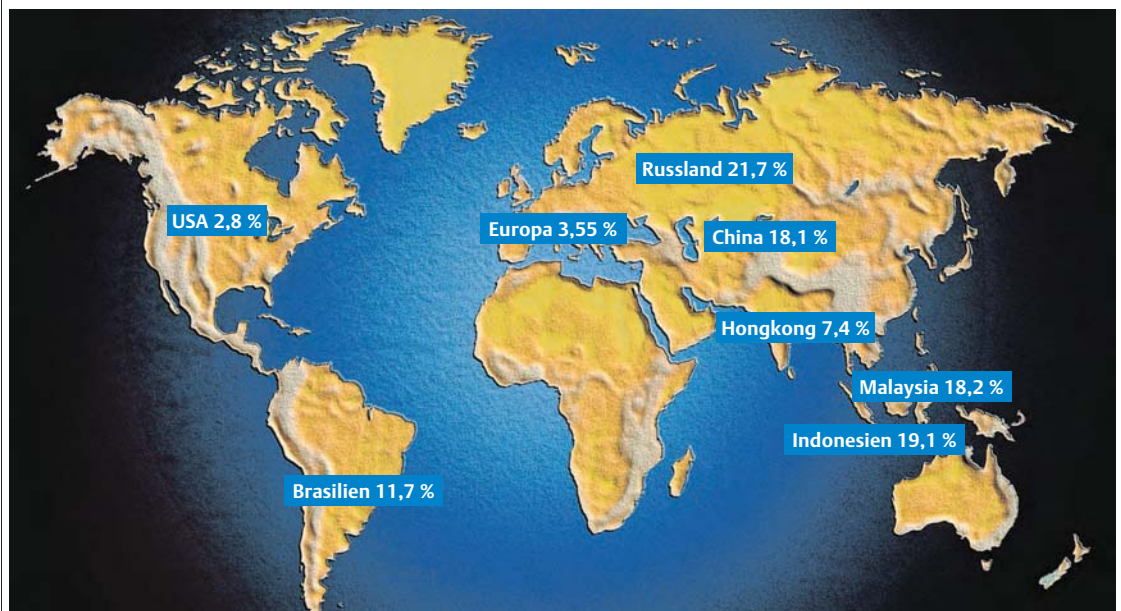 Russland 21,7 %
USA 2,8 %
Europa 3,55 %
China 18,1 %
Hongkong 7,4 %
Malaysia 18,2 %
Indonesien 19,1 %
Brasilien 11,7 %